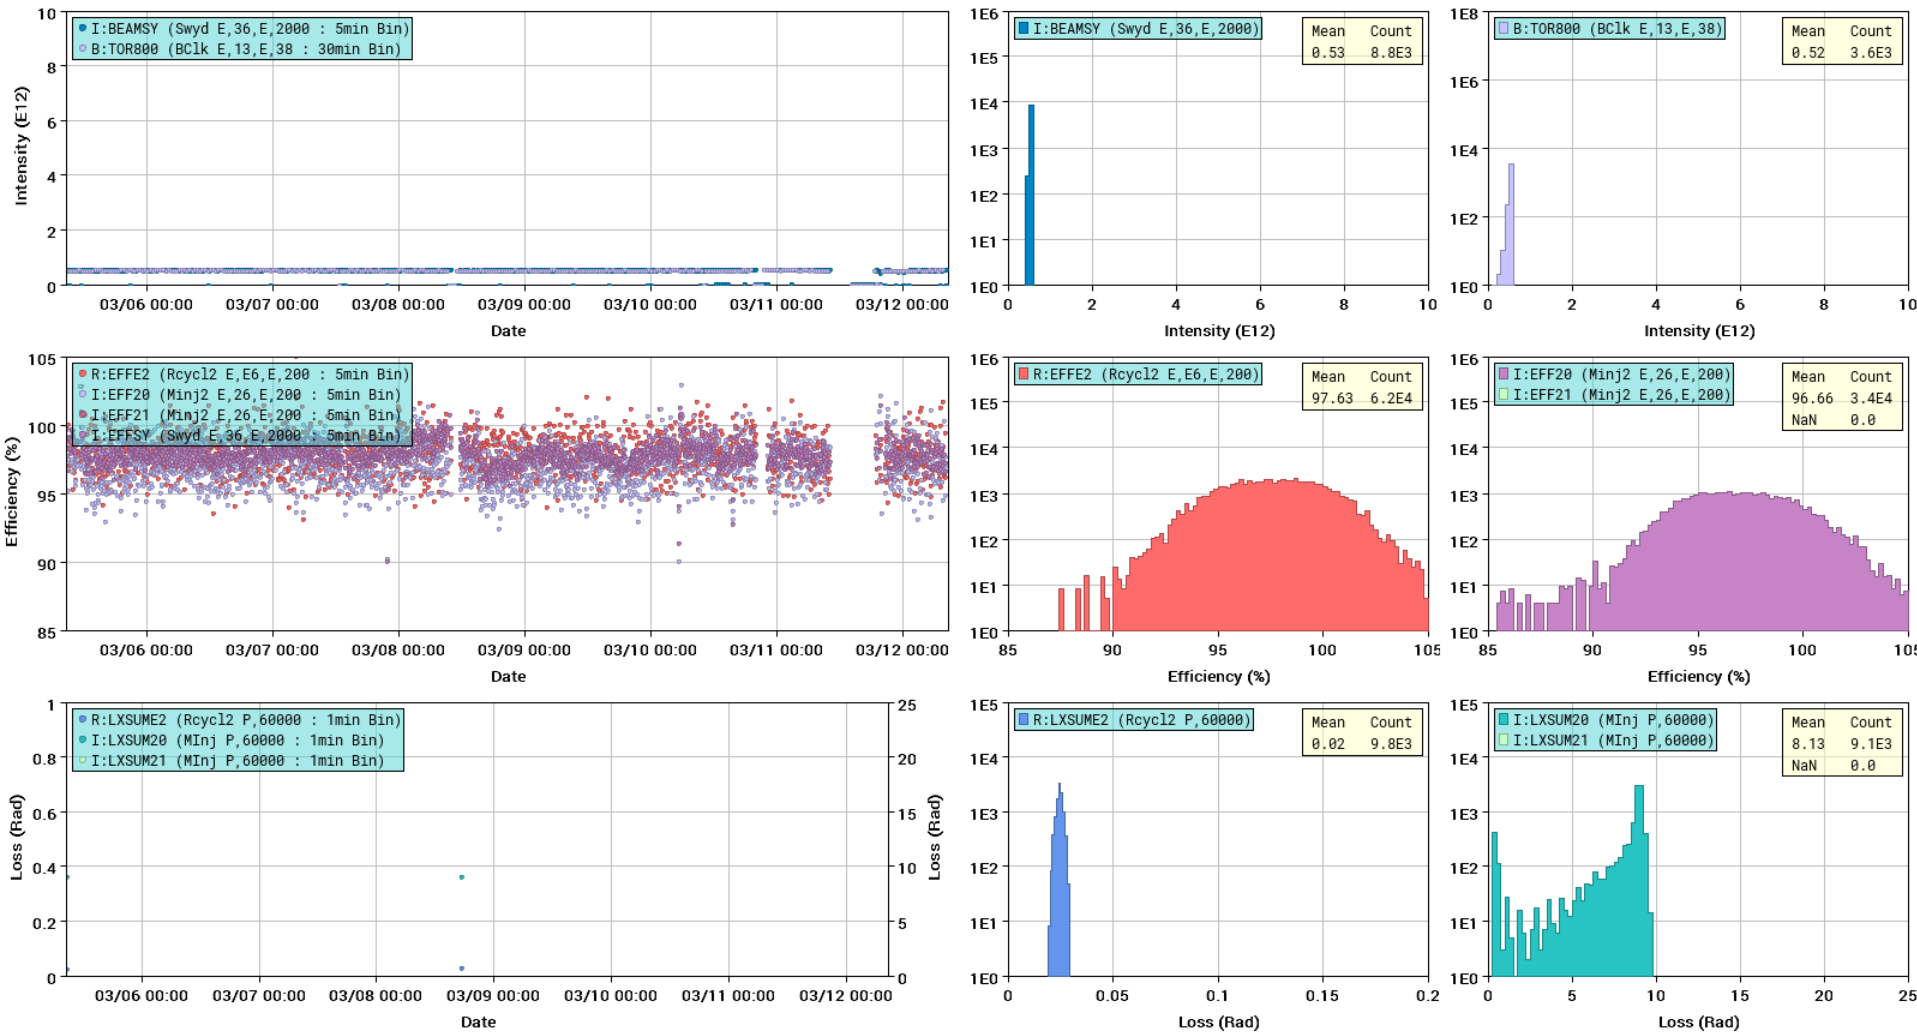 10
8
6
4
2
0
Intensity (E12)
I:BEAMSY (Swyd E,36,E,2000 : 5min Bin)
B:TOR800 (BClk E,13,E,38 : 30min Bin)
03/06 00:00 03/07 00:00 03/08 00:00 03/09 00:00 03/10 00:00 03/11 00:00 03/12 00:00
Date
1E6
1E5
1E4
1E3
1E2
1E1
1E0
I:BEAMSY (Swyd E,36,E,2000)
Mean Count
0.53 8.8E3
0 2 4 6 8 10
Intensity (E12)
1E8
1E6
1E4
1E2
1E0
B:TOR800 (BClk E,13,E,38)
Mean Count
0.52 3.6E3
0 2 4 6 8 10
Intensity (E12)
105
100
95
90
85
Efficiency (%)
R:EFFE2 (Rcycl2 E,E6,E,200 : 5min Bin)
I:EFF20 (Minj2 E,26,E,200 : 5min Bin)
I:EFF21 (Minj2 E,26,E,200 : 5min Bin)
I:EFFSY (Swyd E,36,E,2000 : 5min Bin)
03/06 00:00 03/07 00:00 03/08 00:00 03/09 00:00 03/10 00:00 03/11 00:00 03/12 00:00
Date
1E6
1E5
1E4
1E3
1E2
1E1
1E0
R:EFFE2 (Rcycl2 E,E6,E,200)
Mean Count
97.63 6.2E4
85 90 95 100 105
Efficiency (%)
1E6
1E5
1E4
1E3
1E2
1E1
1E0
I:EFF20 (Minj2 E,26,E,200)
I:EFF21 (Minj2 E,26,E,200)
Mean Count
96.66 3.4E4
NaN 0.0
85 90 95 100 105
Efficiency (%)
1
0.8
0.6
0.4
0.2
0
Loss (Rad)
R:LXSUME2 (Rcycl2 P,60000 : 1min Bin)
I:LXSUM20 (MInj P,60000 : 1min Bin)
I:LXSUM21 (MInj P,60000 : 1min Bin)
25
20
15
10
5
0
Loss (Rad)
03/06 00:00 03/07 00:00 03/08 00:00 03/09 00:00 03/10 00:00 03/11 00:00 03/12 00:00
Date
1E5
1E4
1E3
1E2
1E1
1E0
R:LXSUME2 (Rcycl2 P,60000)
Mean Count
0.02 9.8E3
0 0.05 0.1 0.15 0.2
Loss (Rad)
1E5
1E4
1E3
1E2
1E1
1E0
I:LXSUM20 (MInj P,60000)
I:LXSUM21 (MInj P,60000)
Mean Count
8.13 9.1E3
NaN 0.0
0 5 10 15 20 25
Loss (Rad)